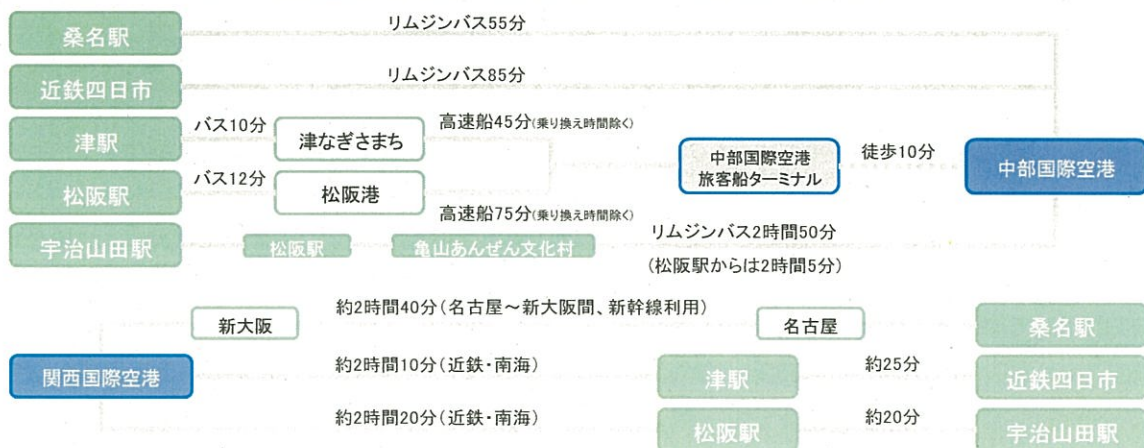 桑名駅
リムジンバス55分
近鉄四日市
リムジンバス85分
津駅
バス10分
津なぎさまち
高速船45分(乗り換え時間除く)
中部国際空港
旅客船ターミナル
徒歩10分
中部国際空港
松阪駅
バス12分
松阪港
高速船75分(乗り換え時間除く)
宇治山田駅
松阪駅
亀山あんぜん文化村
リムジンバス2時間50分
(松阪駅からは2時間5分)
新大阪
約2時間40分(名古屋～新大阪間、新幹線利用)
名古屋
桑名駅
関西国際空港
約2時間10分(近鉄・南海)
津駅
約25分
近鉄四日市
約2時間20分(近鉄・南海)
松阪駅
約20分
宇治山田駅